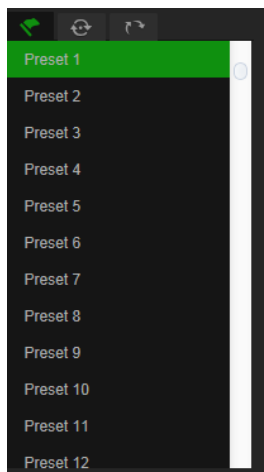 Preset 1
Preset 2
Preset 3
Preset 4
Preset 5
Preset 6
Preset 7
Preset 8
Preset 9
Preset 10
Preset 11
Preset 12